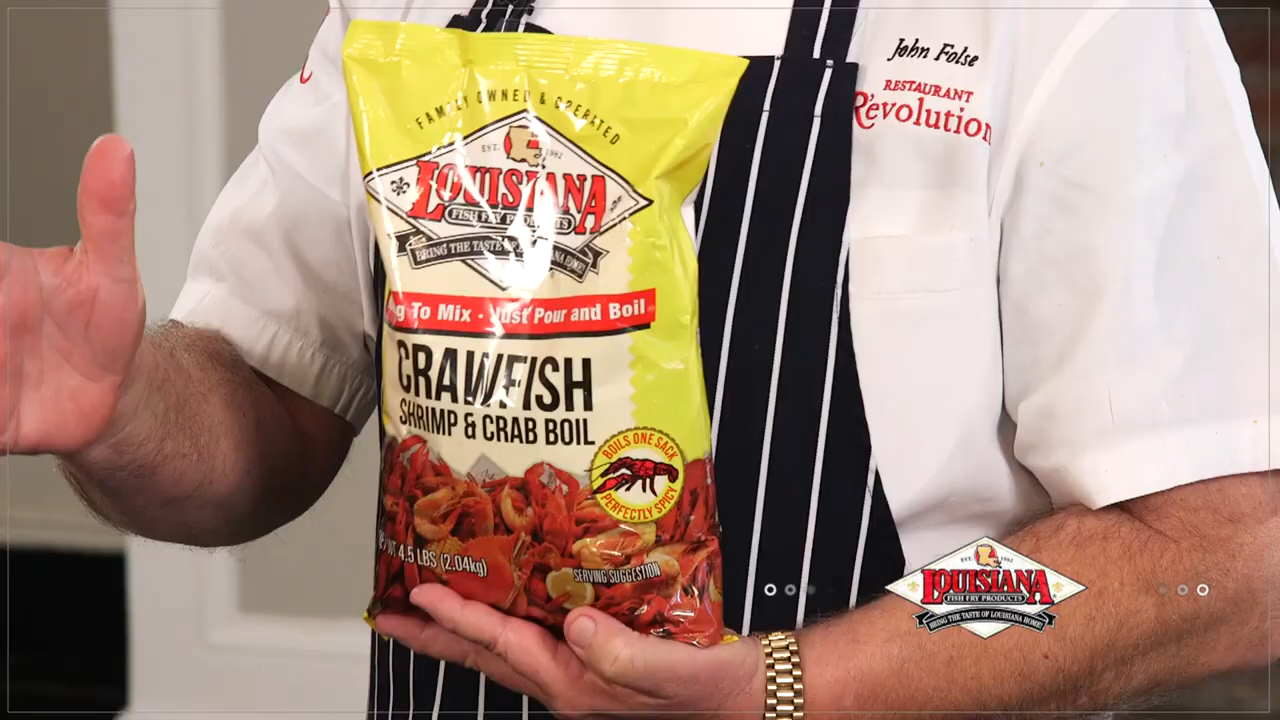 John Folse
RESTAURANT
R'evolution
FAMILY OWNED & OPERATED
EST. 1982
LOUISIANA
FISH FRY PRODUCTS
BRING THE TASTE OF LOUISIANA HOME!
To Mix · Just Pour and Boil
CRAWFISH
SHRIMP & CRAB BOIL
BOILS ONE SACK
PERFECTLY SPICY
WT 4.5 LBS (2.04kg)
SERVING SUGGESTION
EST. 1982
LOUISIANA
FISH FRY PRODUCTS
BRING THE TASTE OF LOUISIANA HOME!